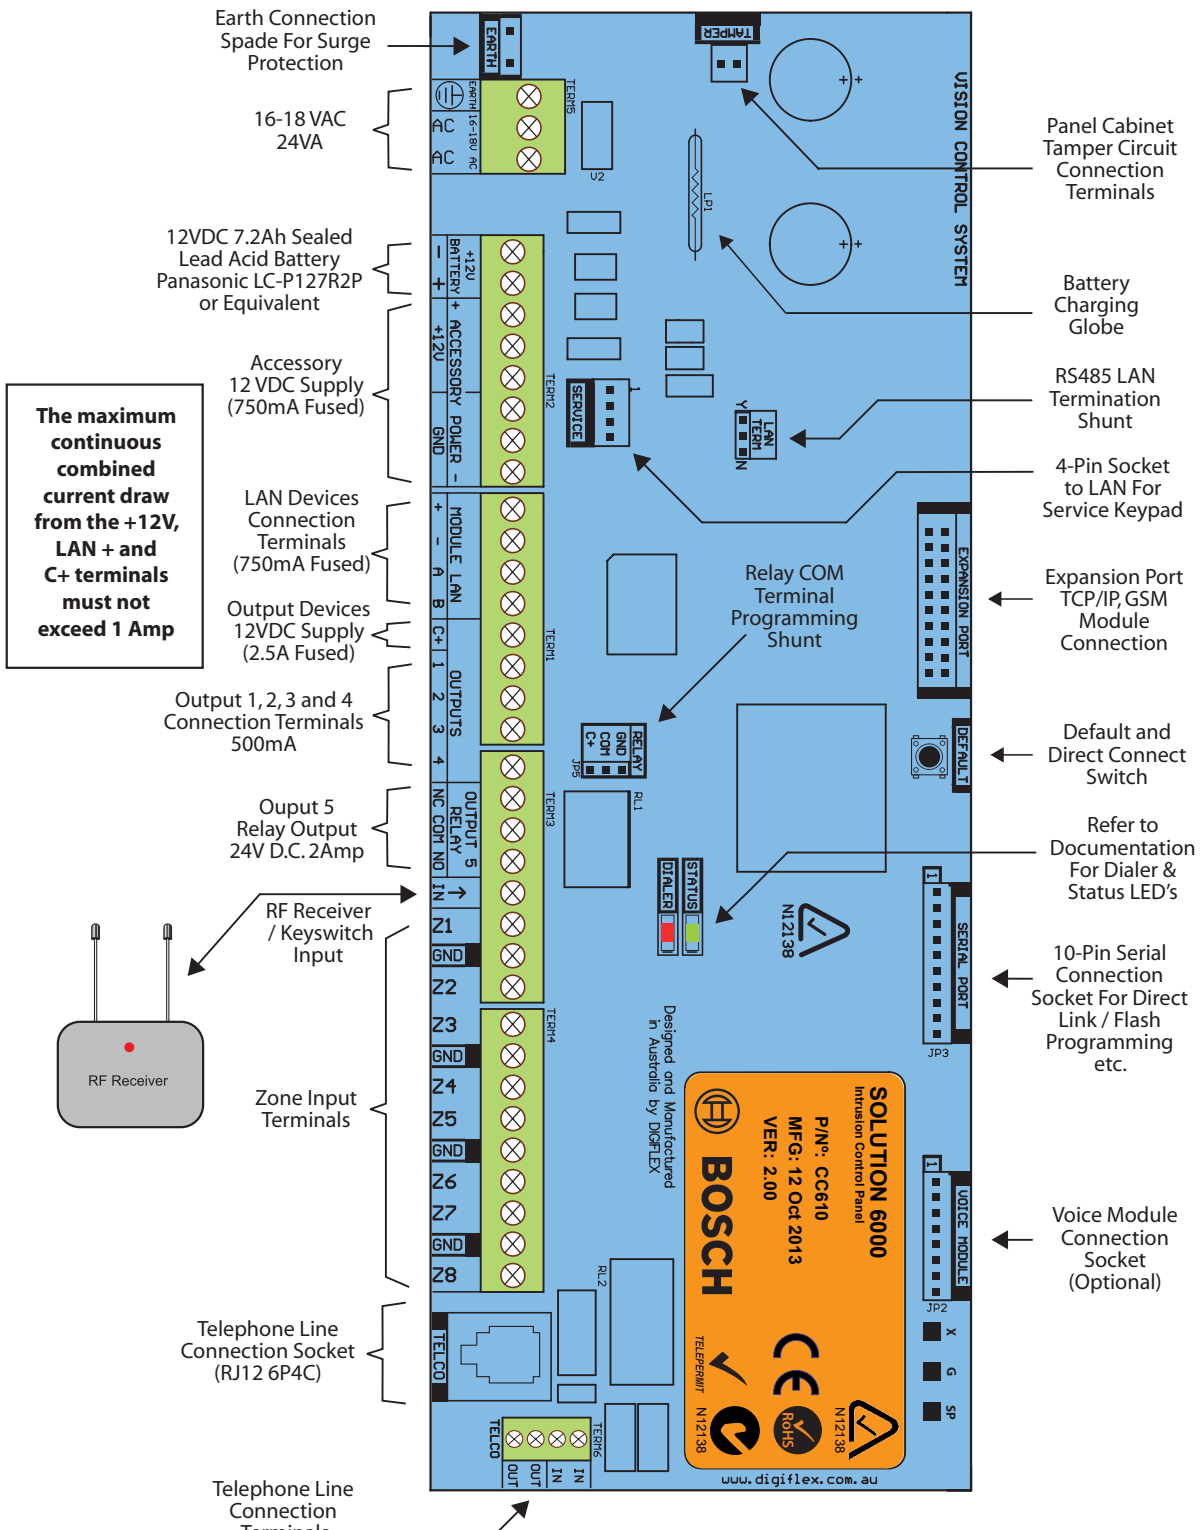 Earth Connection
Spade For Surge
Protection
16-18 VAC
24VA
12VDC 7.2Ah Sealed
Lead Acid Battery
Panasonic LC-P127R2P
or Equivalent
Accessory
12 VDC Supply
(750mA Fused)
The maximum
continuous
combined
current draw
from the +12V,
LAN + and
C+ terminals
must not
exceed 1 Amp
LAN Devices
Connection
Terminals
(750mA Fused)
Output Devices
12VDC Supply
(2.5A Fused)
Output 1, 2, 3 and 4
Connection Terminals
500mA
Ouput 5
Relay Output
24V D.C. 2Amp
RF Receiver
/ Keyswitch
Input
RF Receiver
Zone Input
Terminals
Telephone Line
Connection Socket
(RJ12 6P4C)
Telephone Line
Connection
Terminals
EARTH
EARTH
AC
AC
16-18V AC
TERM5
V2
TAMPER
VISION CONTROL SYSTEM
LP1
-
+
+12V
BATTERY
+ ACCESSORY POWER -
+12V
GND
TERM2
SERVICE
1
Y
LAN
TERM
N
+
-
A
B
MODULE LAN
C+
TERM1
1
2
3
4
OUTPUTS
RELAY
GND
COM
C+
JP5
RL1
NC COM NO
OUTPUT 5
RELAY
TERM3
IN →
Z1
GND
Z2
Z3
TERM4
GND
Z4
Z5
GND
Z6
Z7
GND
Z8
DIALER
STATUS
N12138
Designed and Manufactured
in Australia by DIGIFLEX
EXPANSION PORT
DEFAULT
1
SERIAL PORT
JP3
1
VOICE MODULE
JP2
X
G
SP
SOLUTION 6000
Intrusion Control Panel
P/Nº: CC610
MFG: 12 Oct 2013
VER: 2.00
BOSCH
TELEPERMIT
CE
N12138
RoHS
N12138
RL2
TELCO
TELCO
TERM6
OUT
OUT
IN
IN
www.digiflex.com.au
Relay COM
Terminal
Programming
Shunt
Panel Cabinet
Tamper Circuit
Connection
Terminals
Battery
Charging
Globe
RS485 LAN
Termination
Shunt
4-Pin Socket
to LAN For
Service Keypad
Expansion Port
TCP/IP, GSM
Module
Connection
Default and
Direct Connect
Switch
Refer to
Documentation
For Dialer &
Status LED's
10-Pin Serial
Connection
Socket For Direct
Link / Flash
Programming
etc.
Voice Module
Connection
Socket
(Optional)